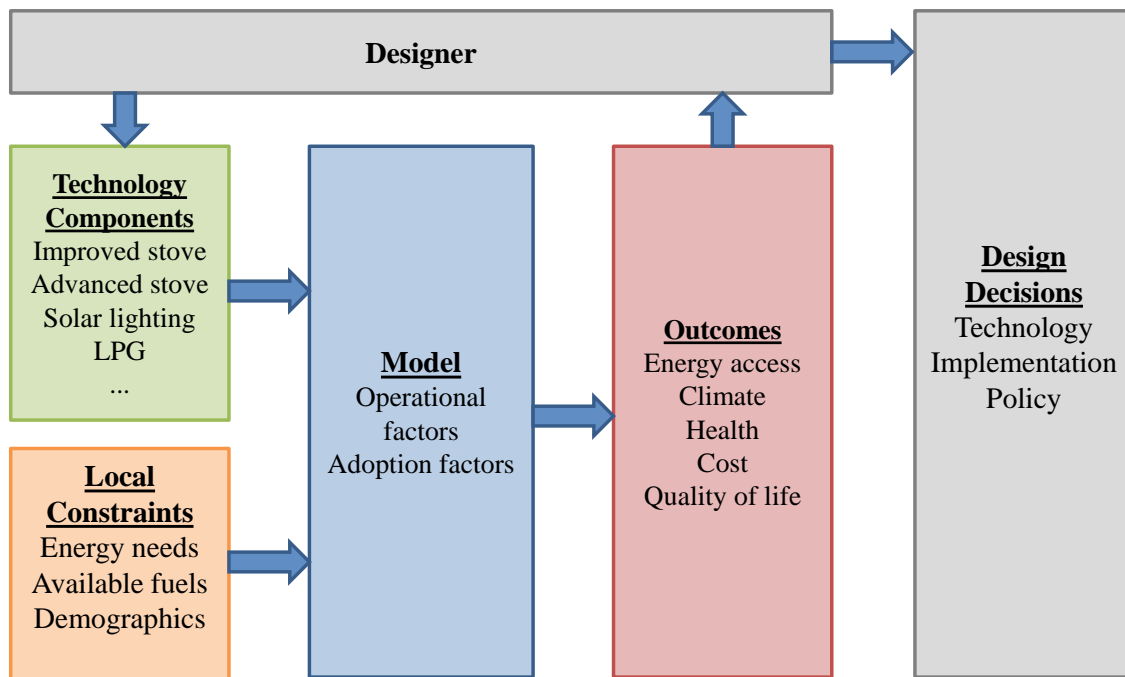 Designer
Technology
Components
Improved stove
Advanced stove
Solar lighting
LPG
...
Local
Constraints
Energy needs
Available fuels
Demographics
Model
Operational
factors
Adoption factors
Outcomes
Energy access
Climate
Health
Cost
Quality of life
Design
Decisions
Technology
Implementation
Policy